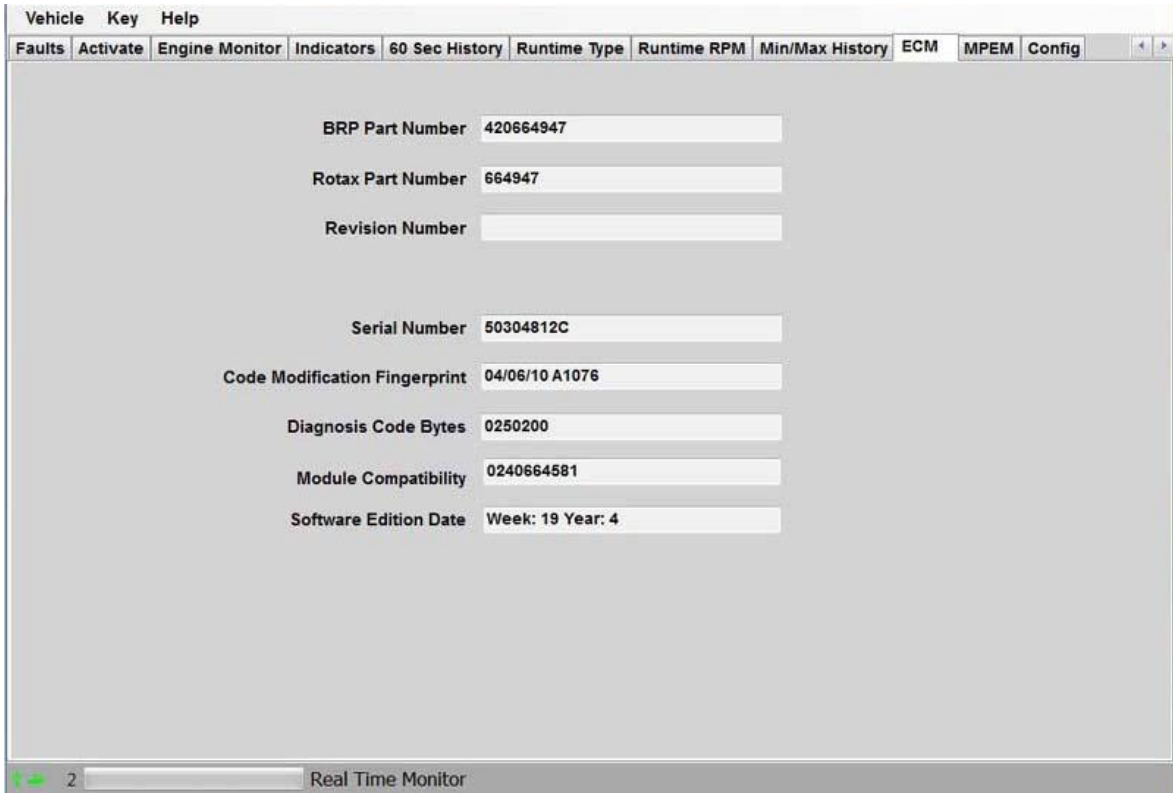 Vehicle Key Help
Faults Activate Engine Monitor Indicators 60 Sec History Runtime Type Runtime RPM Min/Max History ECM MPEM Config
BRP Part Number 420664947
Rotax Part Number 664947
Revision Number
Serial Number 50304812C
Code Modification Fingerprint 04/06/10 A1076
Diagnosis Code Bytes 0250200
Module Compatibility 0240664581
Software Edition Date Week: 19 Year: 4
2 Real Time Monitor